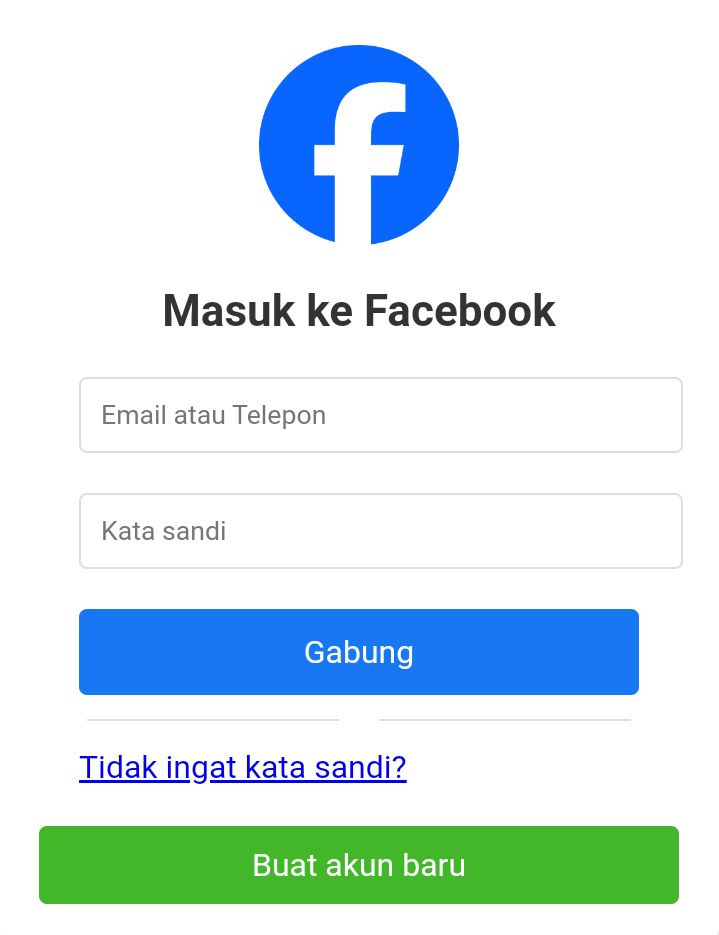 Masuk ke Facebook
Email atau Telepon
Kata sandi
Gabung
Tidak ingat kata sandi?
Buat akun baru